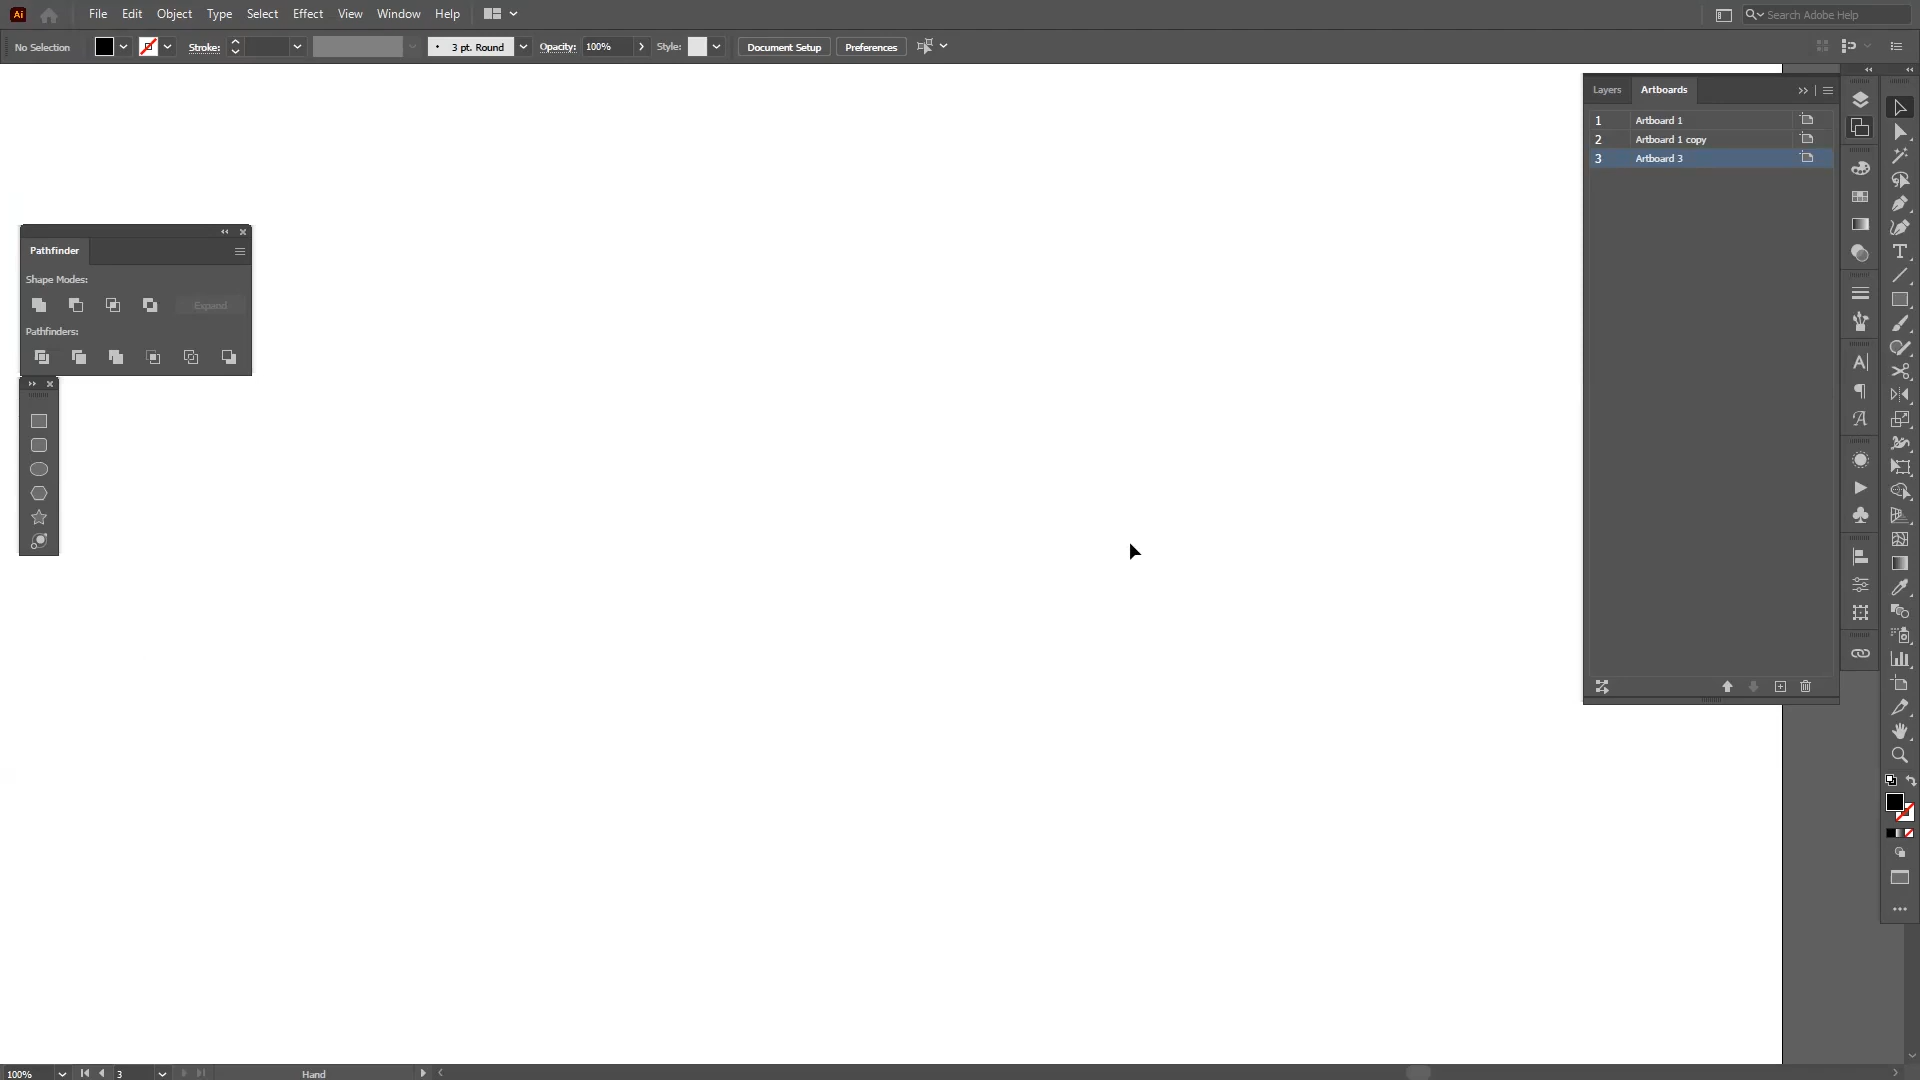 Ai File Edit Object Type Select Effect View Window Help Search Adobe Help
No Selection Stroke: 3 pt. Round Opacity: 100% Style: Document Setup Preferences
Layers Artboards
1 Artboard 1
2 Artboard 1 copy
3 Artboard 3
Pathfinder
Shape Modes:
Expand
Pathfinders:
100% 3 Hand